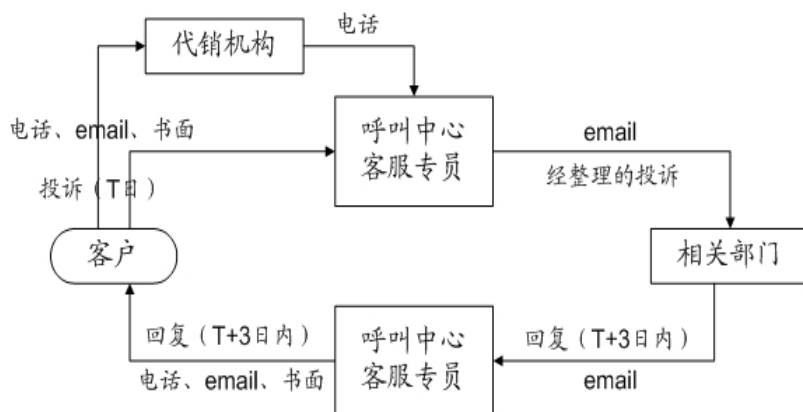 代销机构
电话
电话、email、书面
投诉（T日）
呼叫中心
客服专员
email
经整理的投诉
客户
相关部门
回复（T+3日内）
电话、email、书面
呼叫中心
客服专员
回复（T+3日内）
email